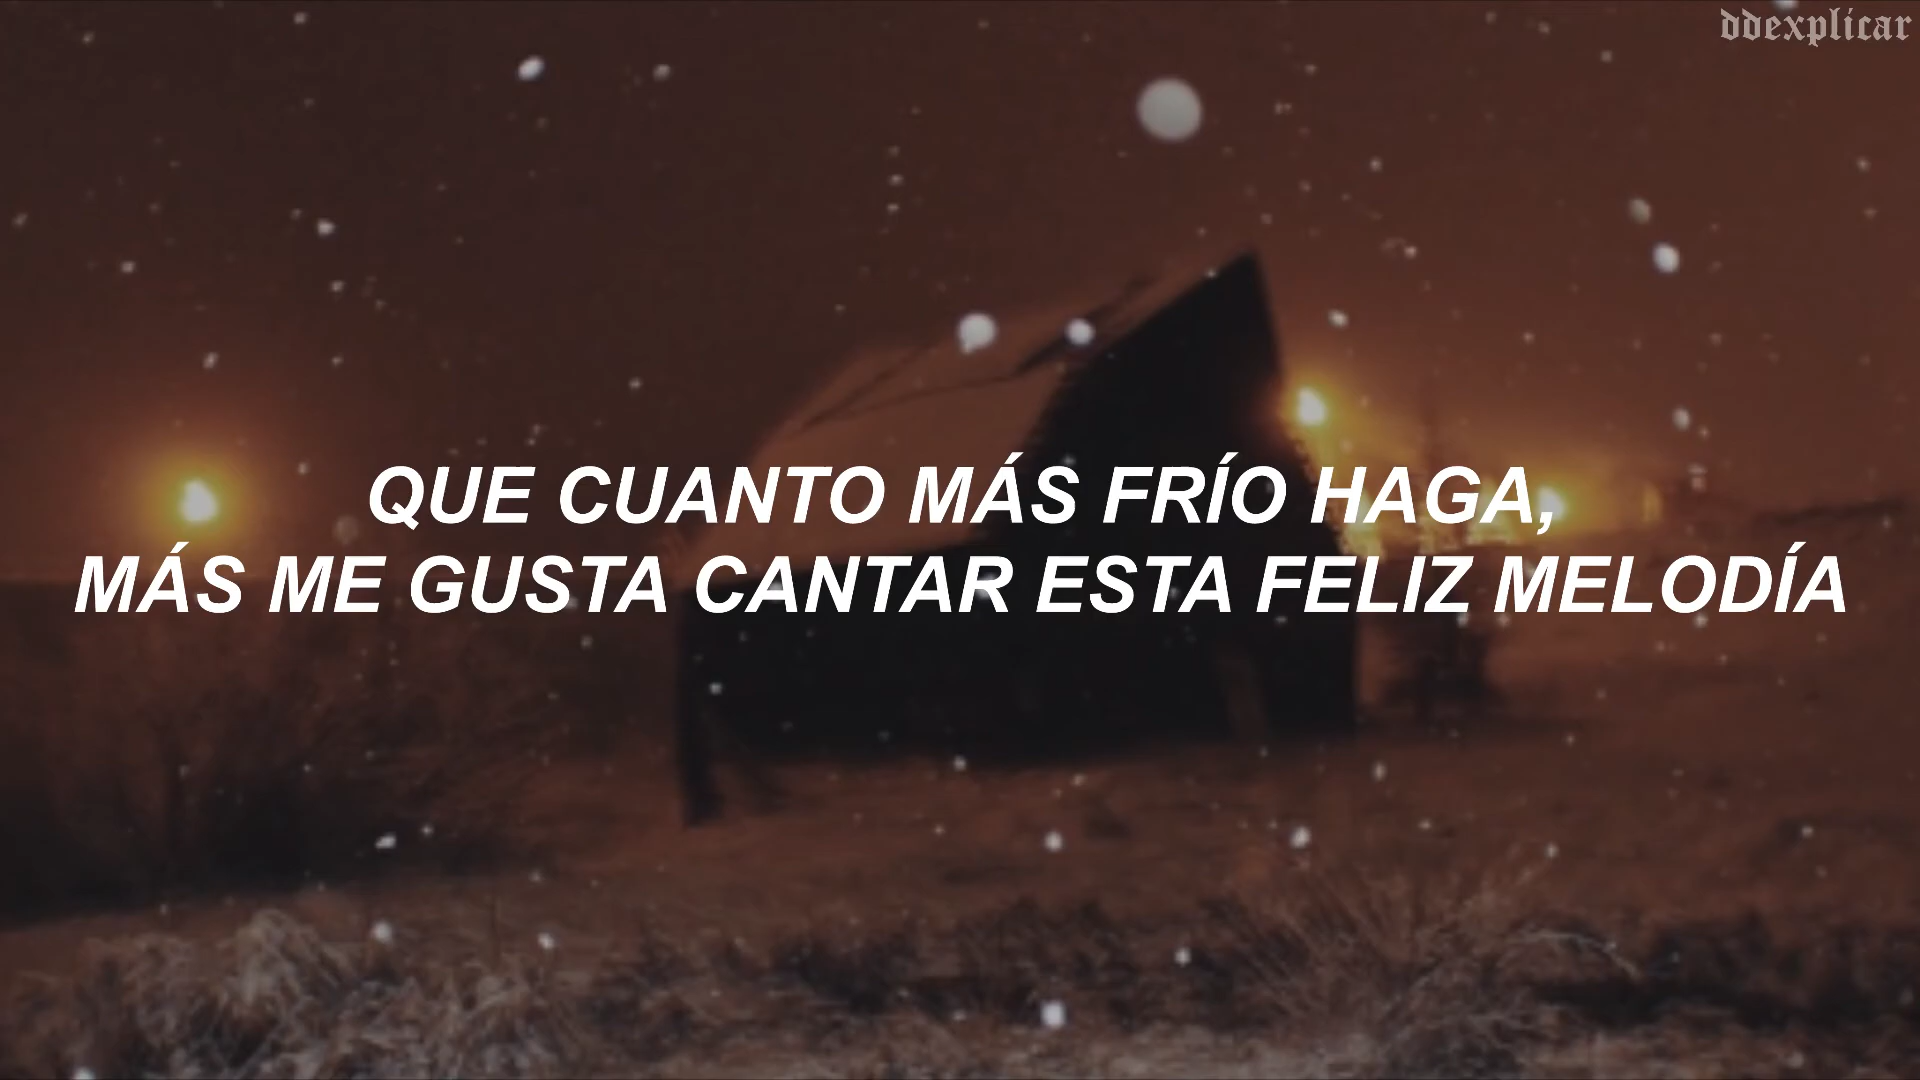 ddexplicar
QUE CUANTO MÁS FRÍO HAGA,
MÁS ME GUSTA CANTAR ESTA FELIZ MELODÍA